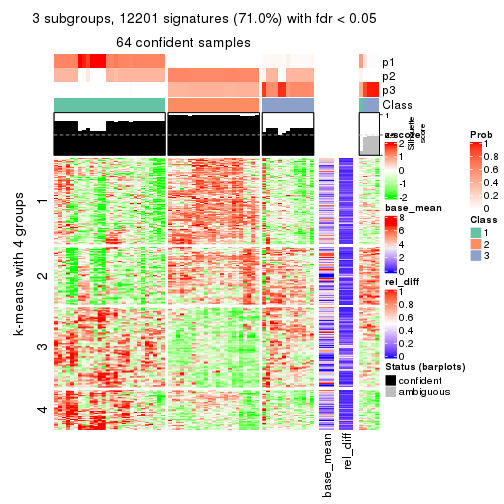 3 subgroups, 12201 signatures (71.0%) with fdr < 0.05
64 confident samples
p1
p2
p3
Class
1
0.5
Silhouette
score
k-means with 4 groups
1
2
3
4
base_mean
rel_diff
z-score
2
1
0
-1
-2
base_mean
8
6
4
2
0
rel_diff
1
0.8
0.6
0.4
0.2
0
Status (barplots)
confident
ambiguous
Prob
1
0.8
0.6
0.4
0.2
0
Class
1
2
3